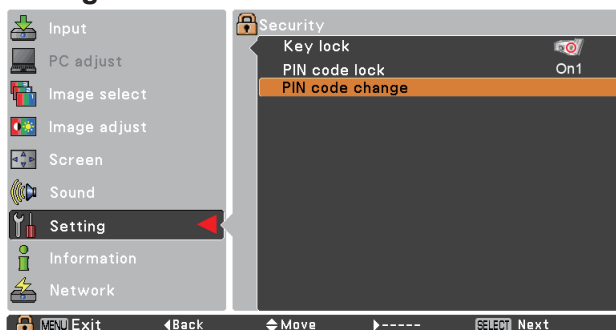 Input
PC adjust
Image select
Image adjust
Screen
Sound
Setting
Information
Network
Security
Key lock
PIN code lock On1
PIN code change
MENU Exit ◀Back ◆Move ▶----- SELECT Next